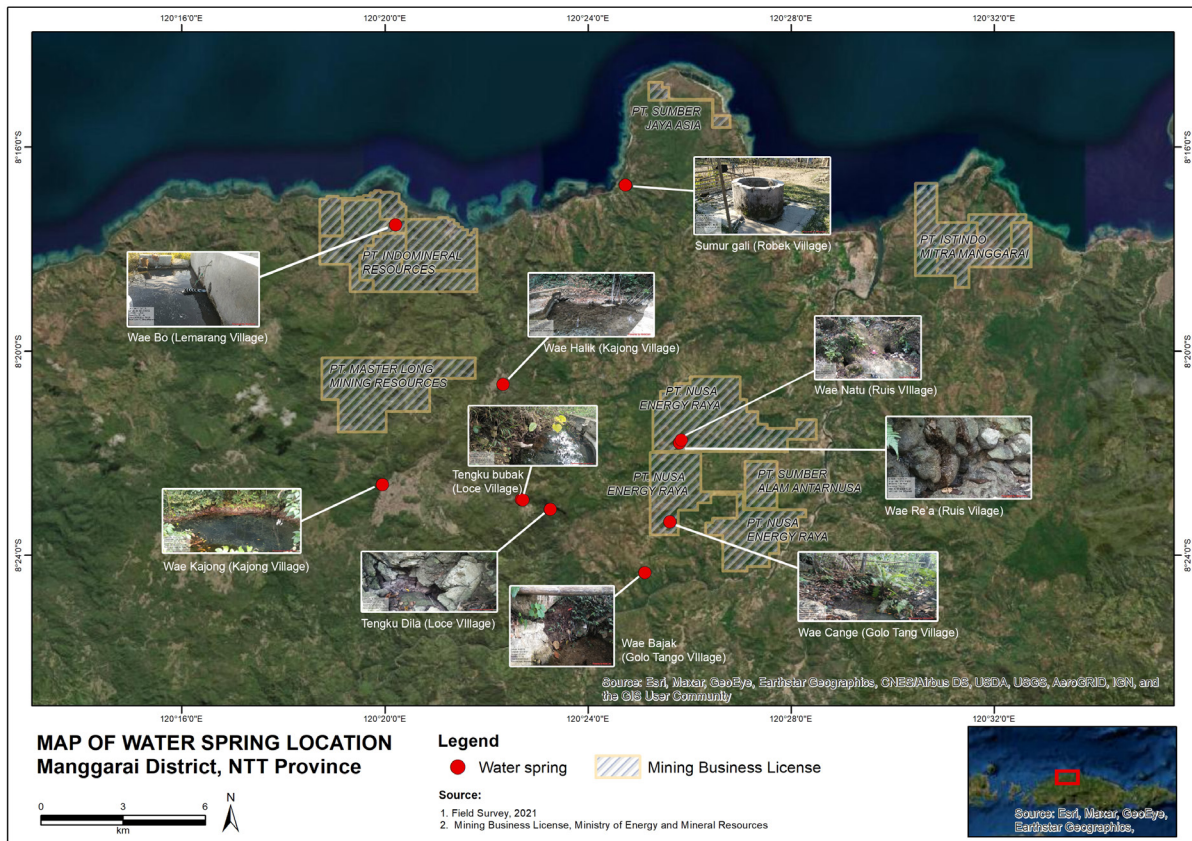 120°16'0"E
120°20'0"E
120°24'0"E
120°28'0"E
120°32'0"E
8°16'0"S
8°20'0"S
8°24'0"S
8°16'0"S
8°20'0"S
8°24'0"S
PT. SUMBER
JAYA ASIA
Sumur gali (Robek Village)
PT. ISTINDO
MITRA MANGGARAI
PT. INDOMINERAL
RESOURCES
Wae Bo (Lemarang Village)
Wae Halik (Kajong Village)
PT. MASTER LONG
MINING RESOURCES
PT. NUSA
ENERGY RAYA
Wae Natu (Ruis VIllage)
Tengku bubak
(Loce Village)
PT. NUSA
ENERGY RAYA
PT. SUMBER
ALAM ANTARNUSA
Wae Re'a (Ruis Vilage)
PT. NUSA
ENERGY RAYA
Wae Kajong (Kajong Village)
Tengku Dila (Loce VIllage)
Wae Bajak
(Golo Tango VIllage)
Wae Cange (Golo Tang Village)
Source: Esri, Maxar, GeoEye, Earthstar Geographics, CNES/Airbus DS, USDA, USGS, AeroGRID, IGN, and
the GIS User Community
120°16'0"E
120°20'0"E
120°24'0"E
120°28'0"E
120°32'0"E
MAP OF WATER SPRING LOCATION
Manggarai District, NTT Province
0 3 6
km
N
Legend
Water spring
Mining Business License
Source:
1. Field Survey, 2021
2. Mining Business License, Ministry of Energy and Mineral Resources
Source: Esri, Maxar, GeoEye,
Earthstar Geographics,